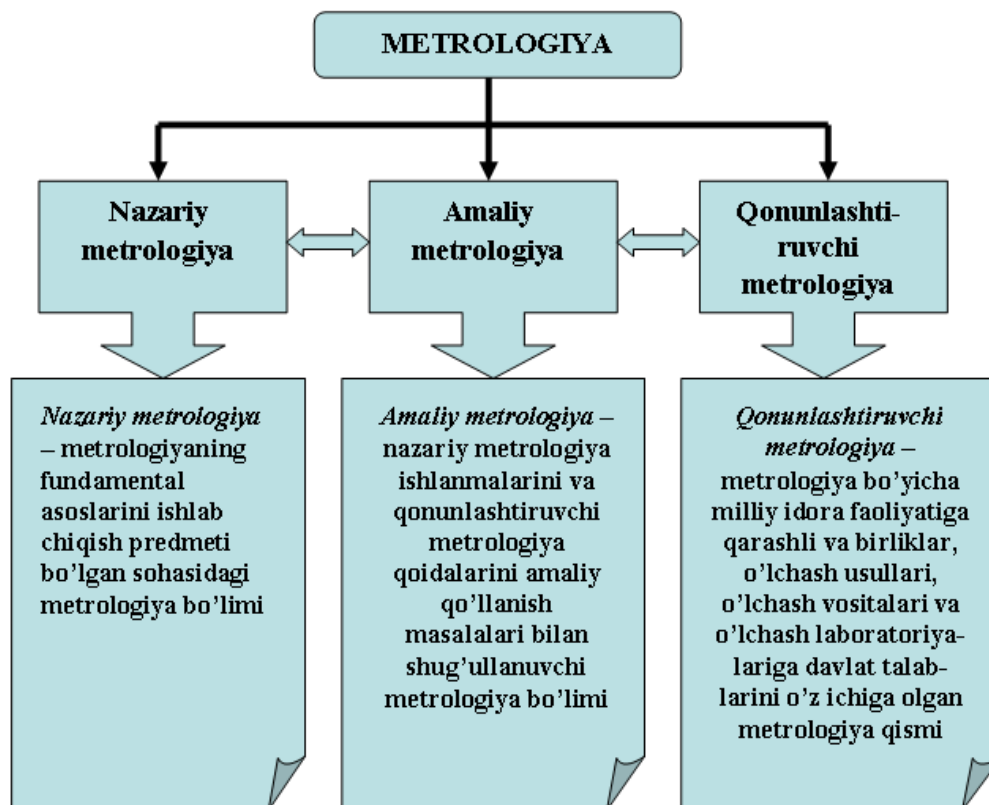 METROLOGIYA
Nazariy
metrologiya
Amaliy
metrologiya
Qonunlashti-
ruvchi
metrologiya
Nazariy metrologiya
– metrologiyaning
fundamental
asoslarini ishlab
chiqish predmeti
bo’lgan sohasidagi
metrologiya bo’limi
Amaliy metrologiya –
nazariy metrologiya
ishlanmalarini va
qonunlashtiruvchi
metrologiya
qoidalarini amaliy
qo’llanish
masalalari bilan
shug’ullanuvchi
metrologiya bo’limi
Qonunlashtiruvchi
metrologiya –
metrologiya bo’yicha
milliy idora faoliyatiga
qarashli va birliklar,
o’lchash usullari,
o’lchash vositalari va
o’lchash laboratoriya-
lariga davlat talab-
larini o’z ichiga olgan
metrologiya qismi